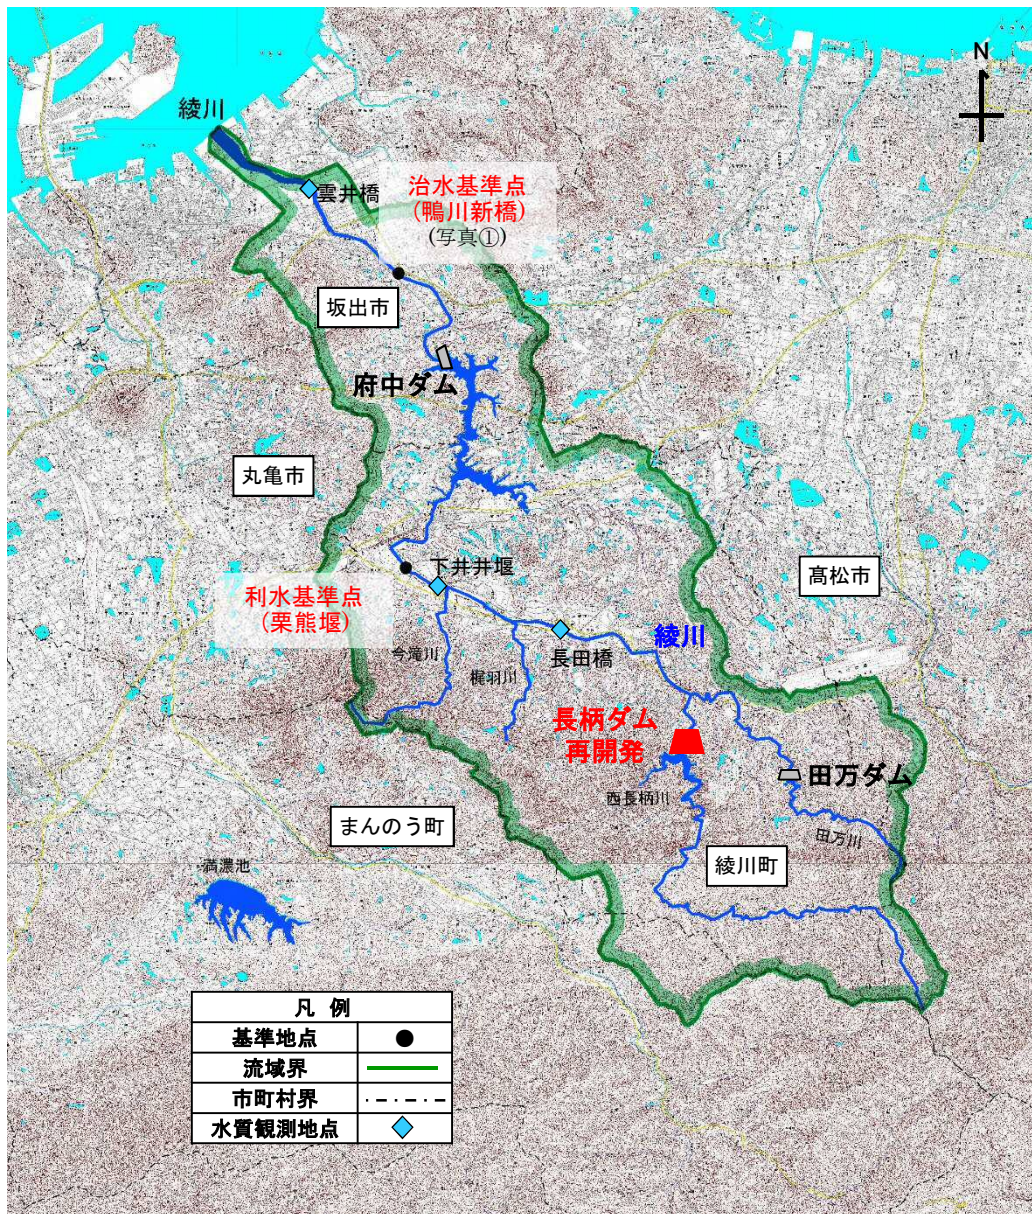 N
綾川
雲井橋
治水基準点
(鴨川新橋)
(写真①)
坂出市
府中ダム
丸亀市
下井井堰
利水基準点
(栗熊堰)
髙松市
綾川
今滝川
梶羽川
長田橋
長柄ダム
再開発
田万ダム
西長柄川
まんのう町
田万川
綾川町
満濃池
凡 例
基準地点
流域界
市町村界
水質観測地点